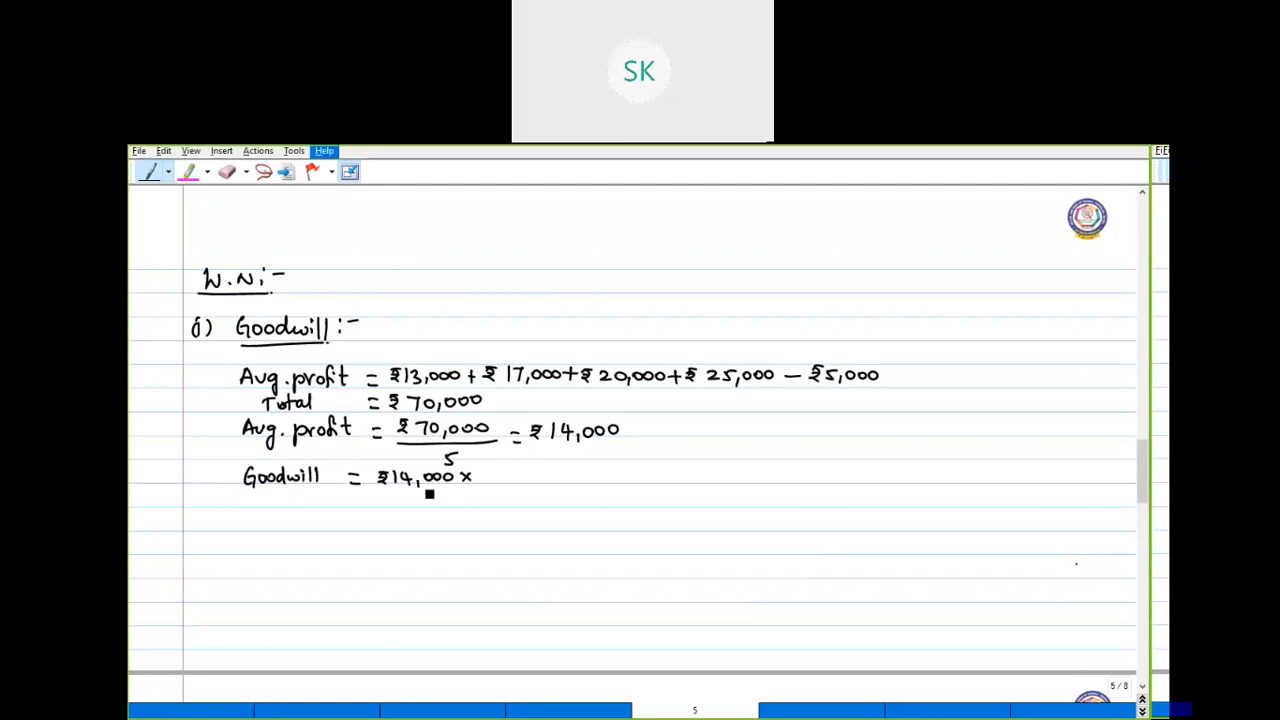 SK
File Edit View Insert Actions Tools Help
W.N:-
i) Goodwill:-
Avg. profit = ₹13,000 + ₹17,000 + ₹20,000 + ₹25,000 – ₹5,000
Total = ₹70,000
Avg. profit = ₹70,000 / 5 = ₹14,000
Goodwill = ₹14,000 ×
5 / 8
5